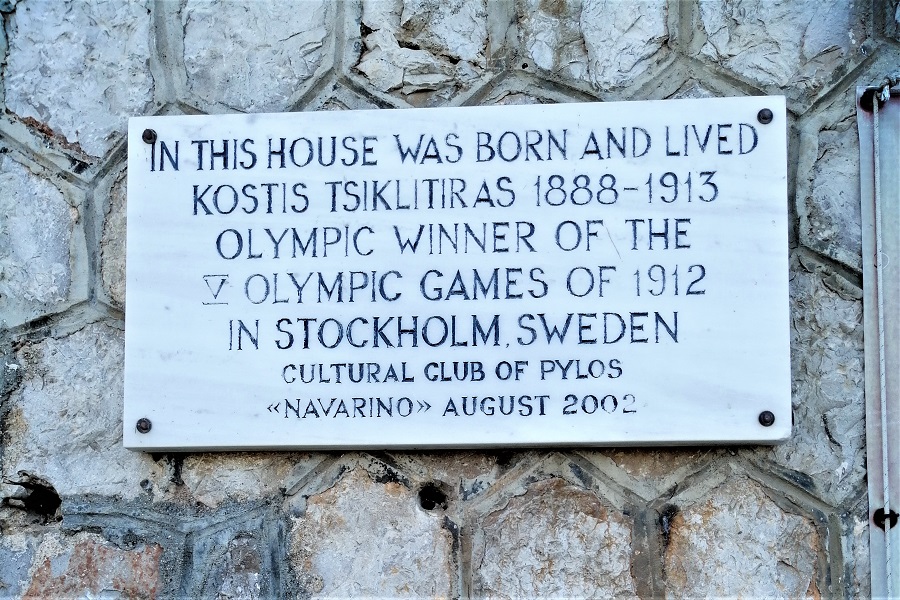 IN THIS HOUSE WAS BORN AND LIVED
KOSTIS TSIKLITIRAS 1888-1913
OLYMPIC WINNER OF THE
V OLYMPIC GAMES OF 1912
IN STOCKHOLM, SWEDEN
CULTURAL CLUB OF PYLOS
«NAVARINO» AUGUST 2002